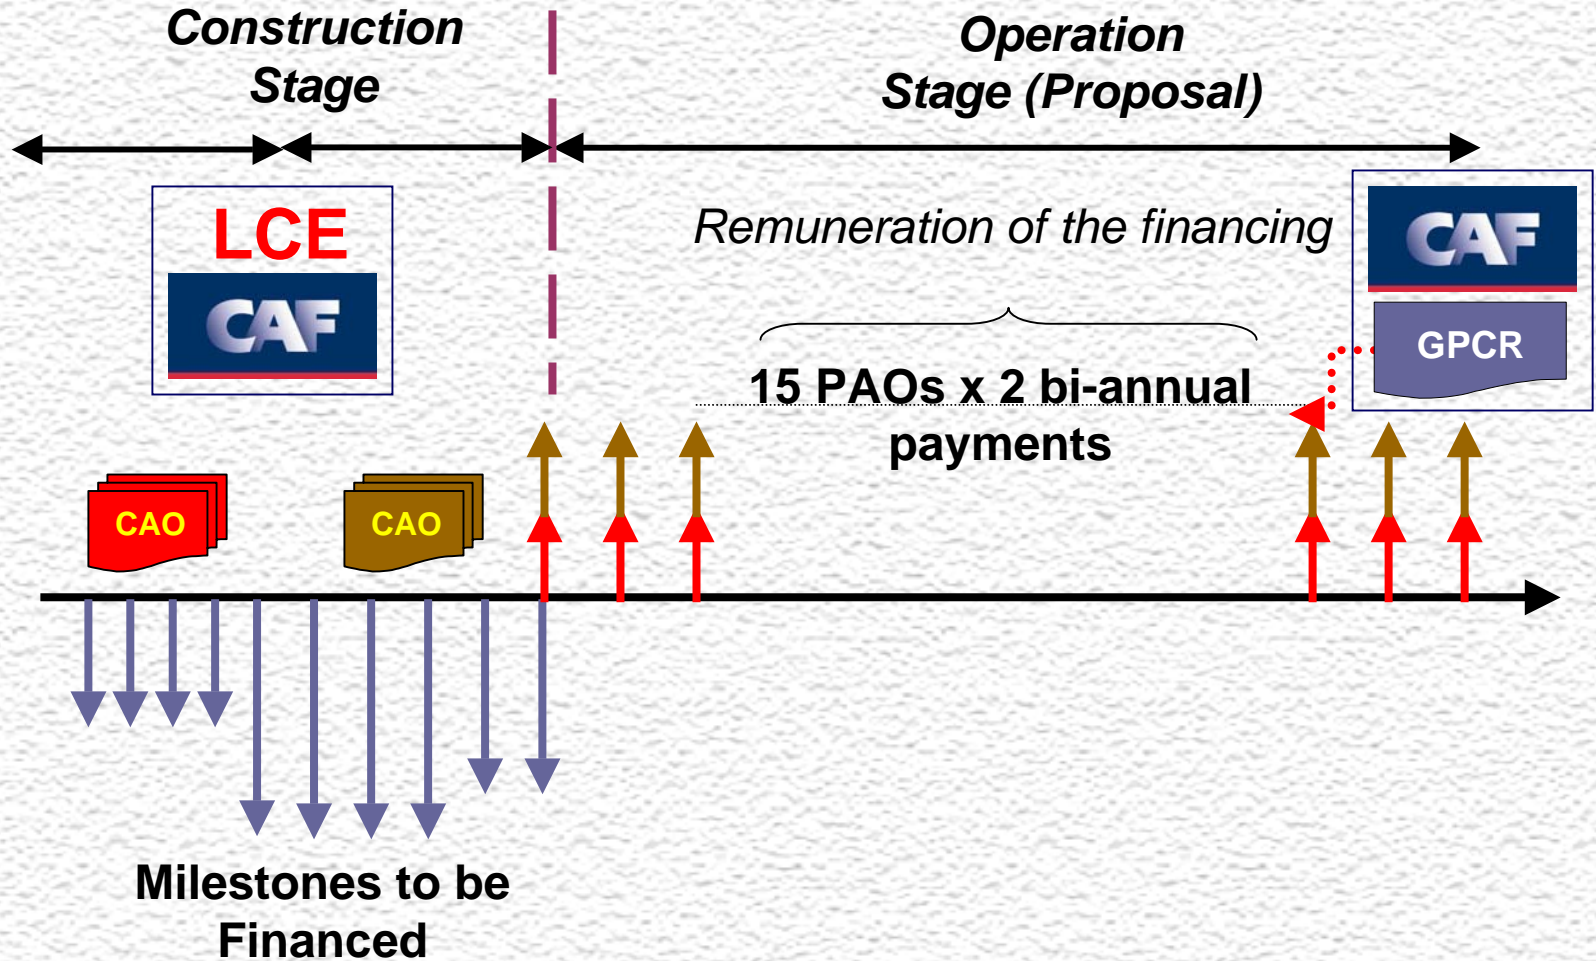 Construction
Stage
Operation
Stage (Proposal)
LCE
CAF
Remuneration of the financing
CAF
GPCR
15 PAOs x 2 bi-annual
payments
CAO
CAO
Milestones to be
Financed